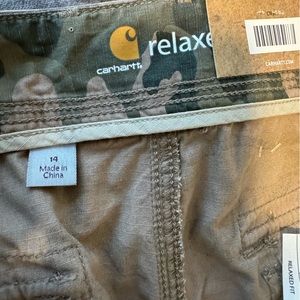 carhartt
relaxe
CARHARTT.COM
14
Made in
China
RELAXED FIT